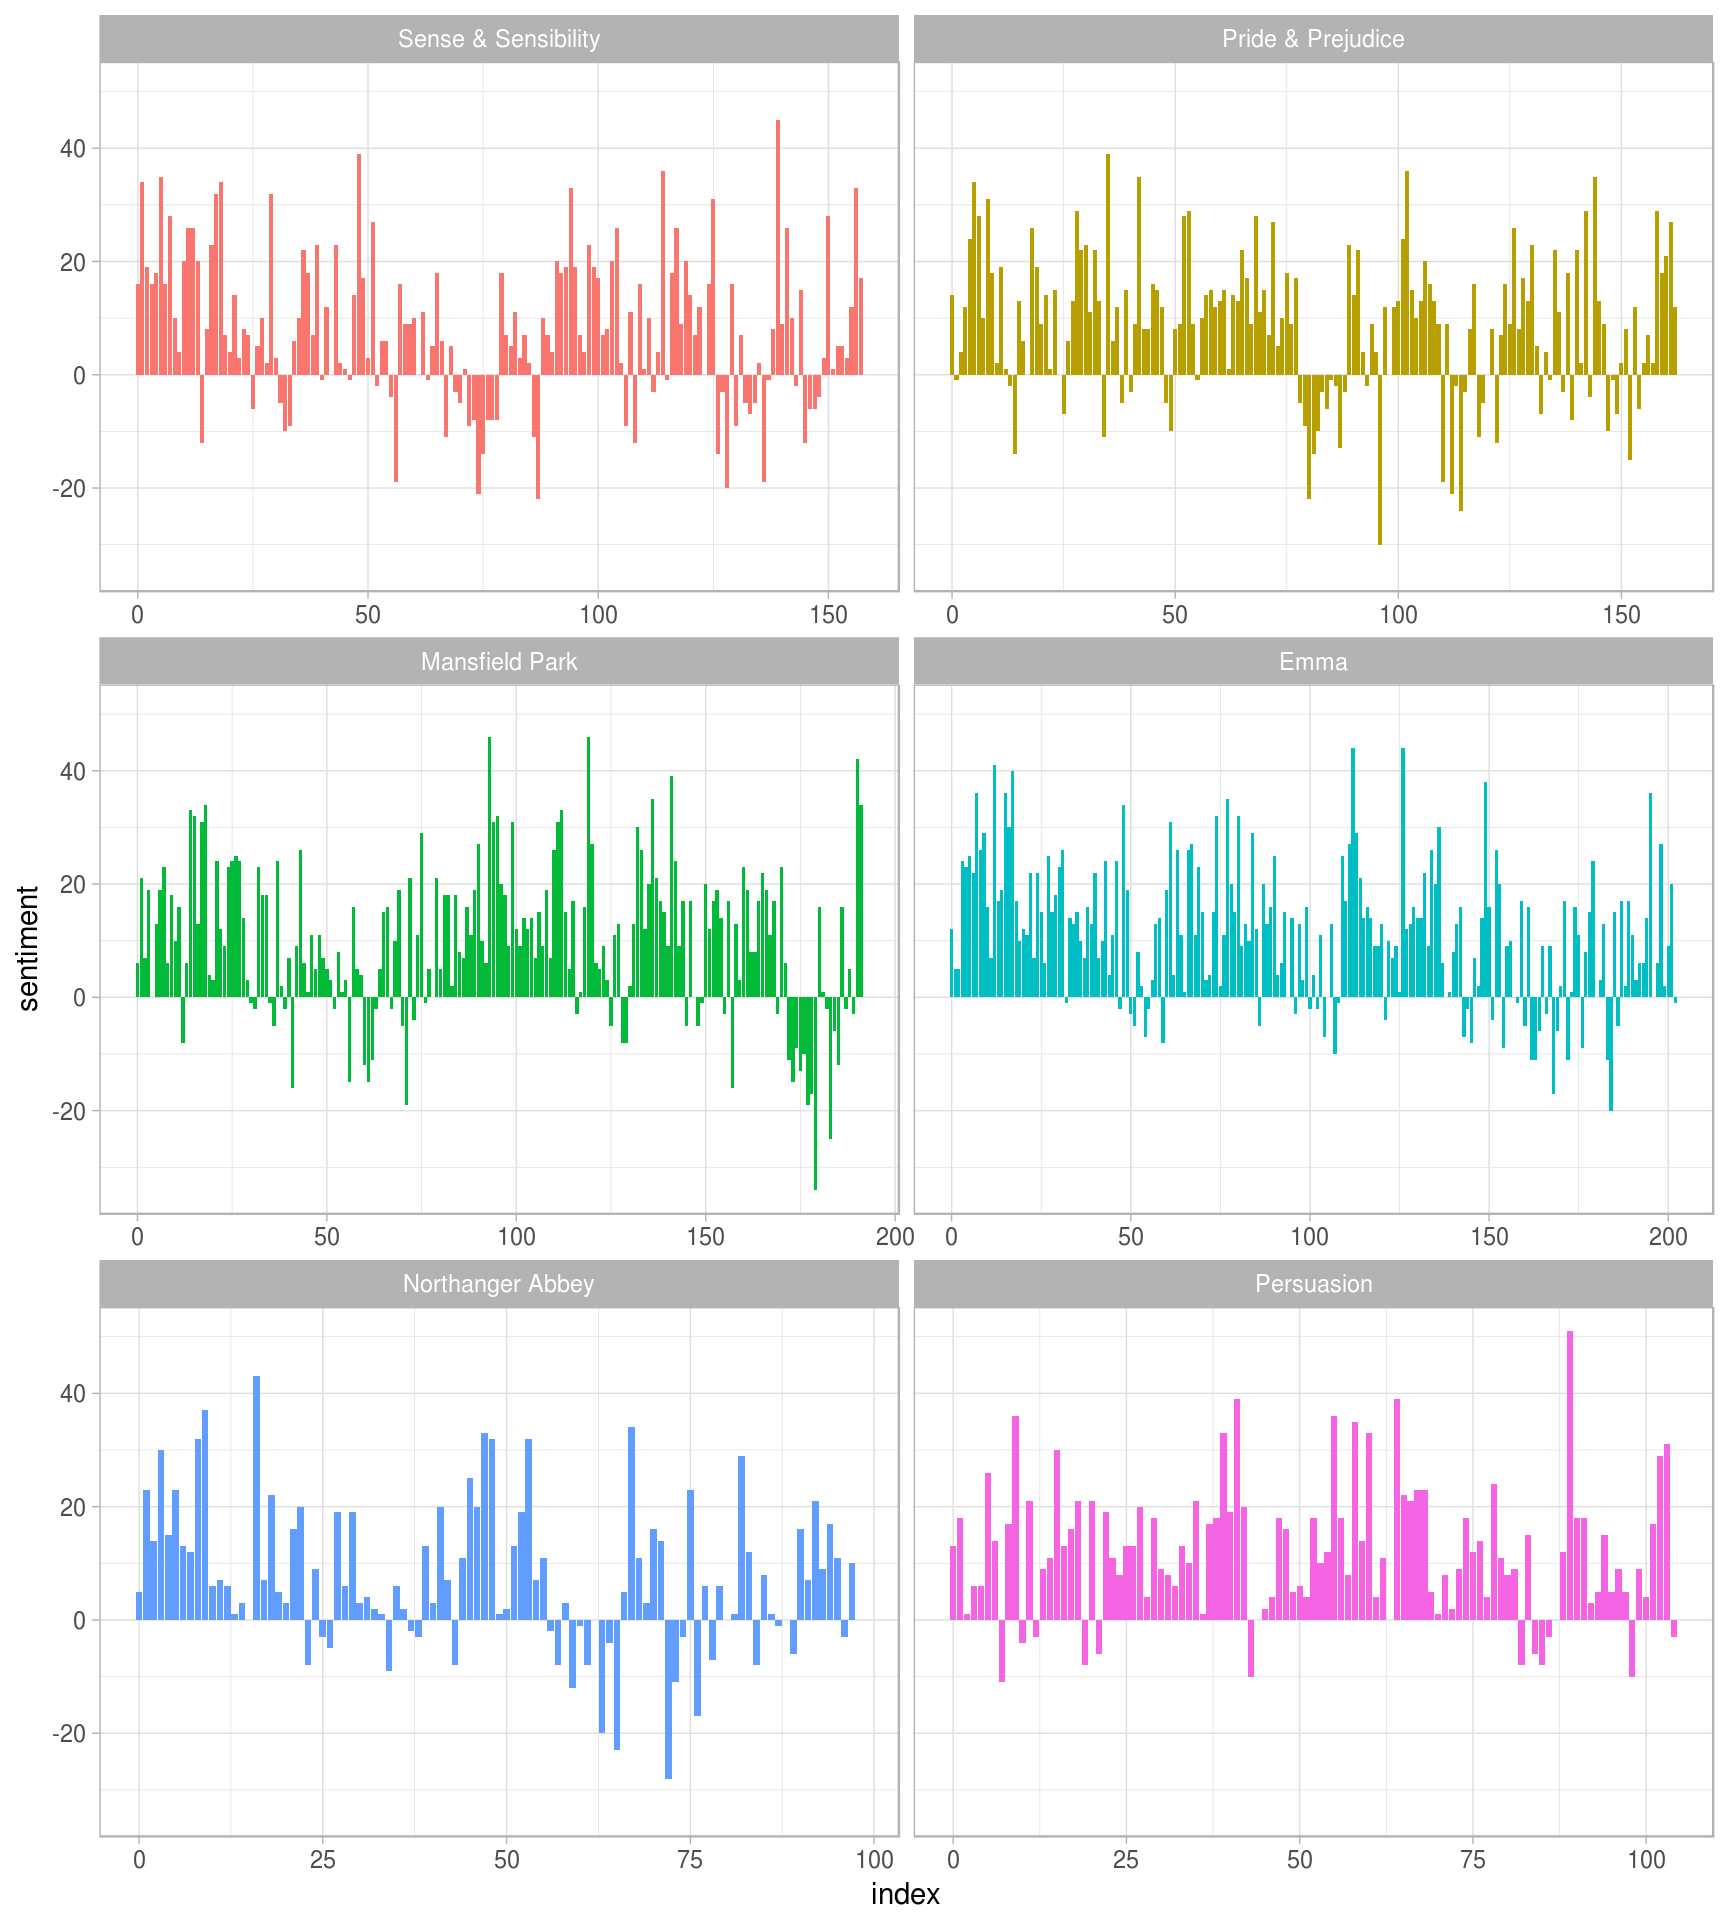 Sense & Sensibility
Pride & Prejudice
40
20
0
-20
0 50 100 150
0 50 100 150
Mansfield Park
Emma
40
20
0
-20
0 50 100 150 200
0 50 100 150 200
Northanger Abbey
Persuasion
40
20
0
-20
0 25 50 75 100
0 25 50 75 100
sentiment
index